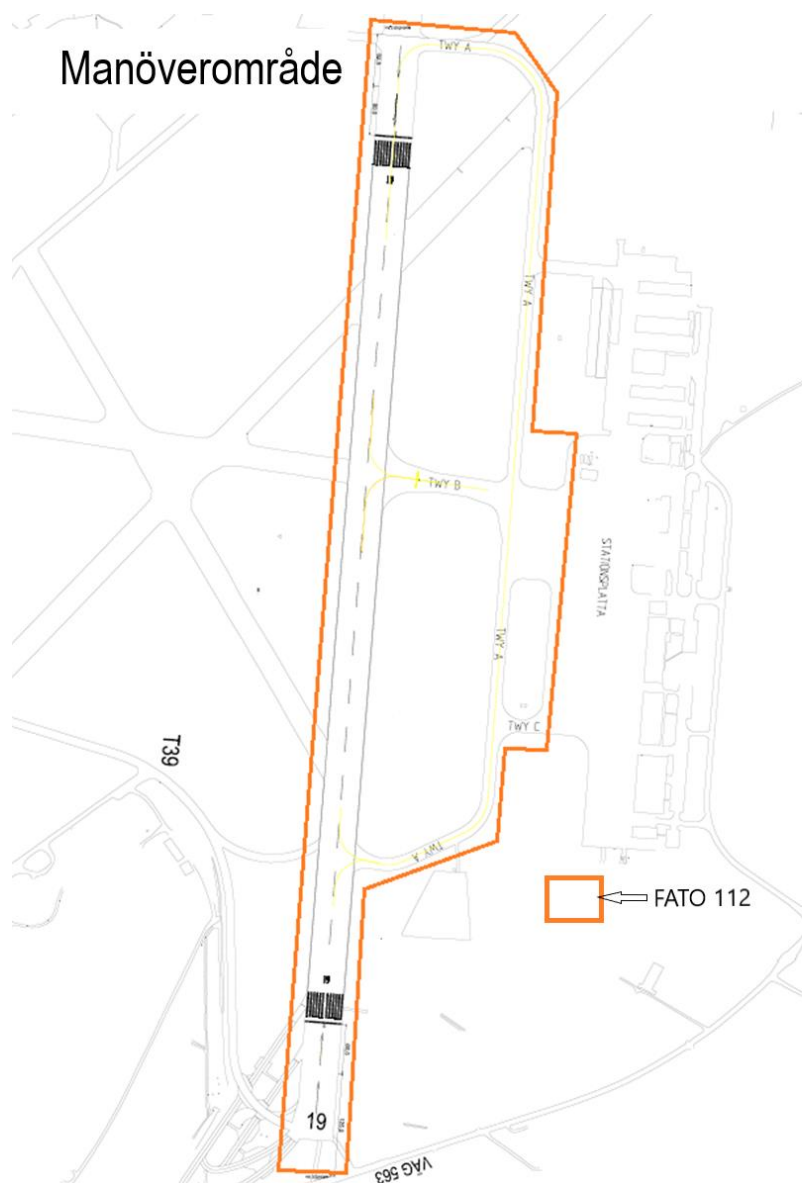 Manöverområde
TWY A
TWY A
TWY B
STATIONSPLATTA
TWY A
TWY C
T39
TWY A
FATO 112
19
VÄG 563